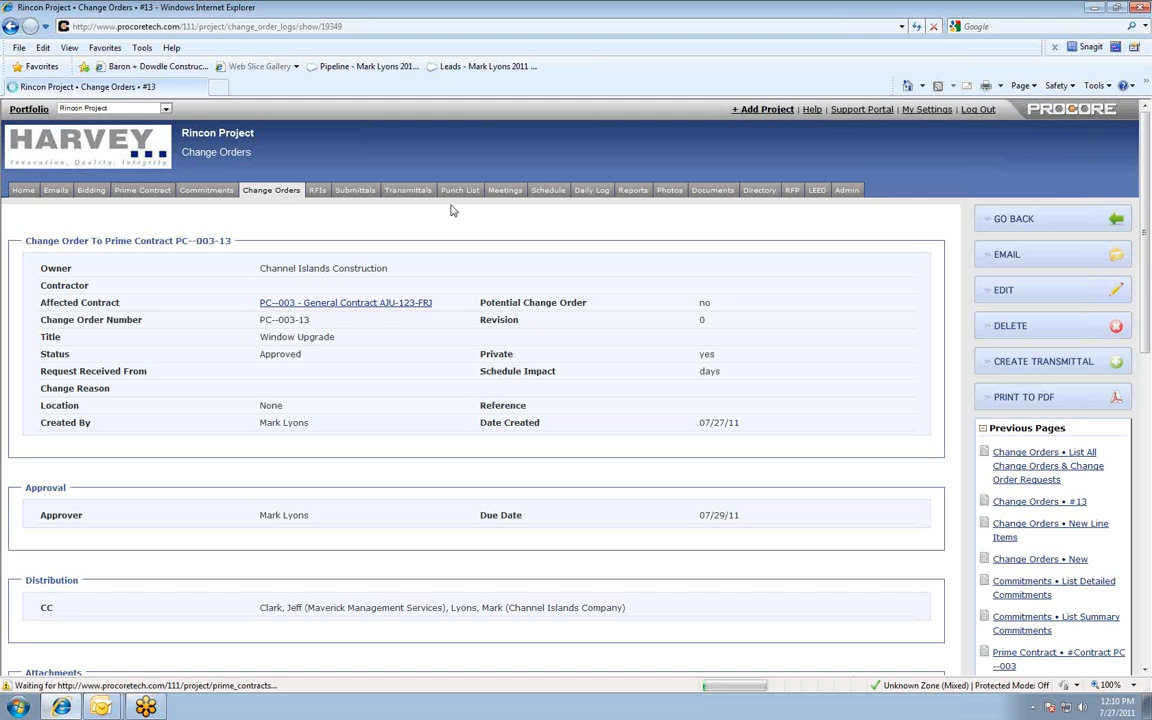 Rincon Project • Change Orders • #13 - Windows Internet Explorer
http://www.procoretech.com/111/project/change_order_logs/show/19349
Google
File Edit View Favorites Tools Help
x Snagit
Favorites Baron + Dowdle Construc... Web Slice Gallery Pipeline - Mark Lyons 201... Leads - Mark Lyons 2011 ...
Rincon Project • Change Orders • #13
Page Safety Tools
Portfolio Rincon Project + Add Project | Help | Support Portal | My Settings | Log Out PROCORE
HARVEY
Innovation, Quality, Integrity
Rincon Project
Change Orders
Home Emails Bidding Prime Contract Commitments Change Orders RFIs Submittals Transmittals Punch List Meetings Schedule Daily Log Reports Photos Documents Directory RFP LEED Admin
Change Order To Prime Contract PC--003-13
Owner Channel Islands Construction
Contractor
Affected Contract PC--003 - General Contract AJU-123-FRJ Potential Change Order no
Change Order Number PC--003-13 Revision 0
Title Window Upgrade
Status Approved Private yes
Request Received From Schedule Impact days
Change Reason
Location None Reference
Created By Mark Lyons Date Created 07/27/11
Approval
Approver Mark Lyons Due Date 07/29/11
Distribution
CC Clark, Jeff (Maverick Management Services), Lyons, Mark (Channel Islands Company)
Attachments
GO BACK
EMAIL
EDIT
DELETE
CREATE TRANSMITTAL
PRINT TO PDF
Previous Pages
Change Orders • List All
Change Orders & Change
Order Requests
Change Orders • #13
Change Orders • New Line
Items
Change Orders • New
Commitments • List Detailed
Commitments
Commitments • List Summary
Commitments
Prime Contract • #Contract PC
--003
Waiting for http://www.procoretech.com/111/project/prime_contracts... Unknown Zone (Mixed) | Protected Mode: Off 100%
12:10 PM
7/27/2011